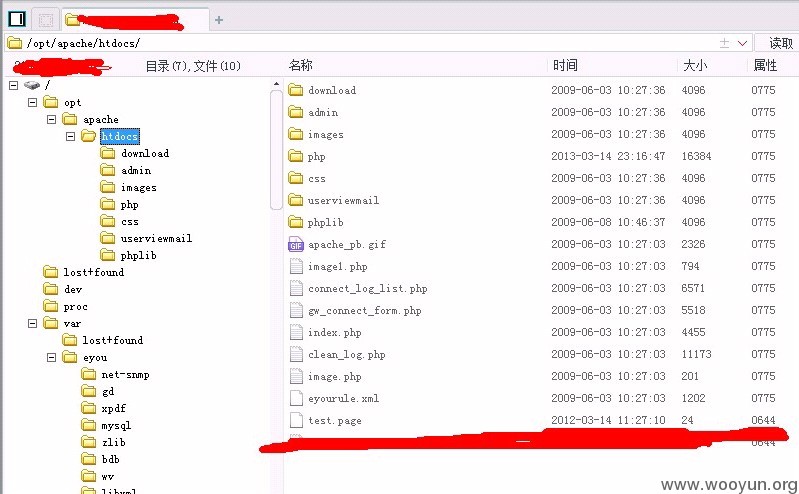 +
/opt/apache/htdocs/
读取
目录(7),文件(10)
名称 时间 大小 属性
/
opt
apache
htdocs
download
admin
images
php
css
userviewmail
phplib
lost+found
dev
proc
var
lost+found
eyou
net-snmp
gd
xpdf
mysql
zlib
bdb
wv
libxml
download 2009-06-03 10:27:36 4096 0775
admin 2009-06-03 10:27:36 4096 0775
images 2009-06-03 10:27:36 4096 0775
php 2013-03-14 23:16:47 16384 0775
css 2009-06-03 10:27:36 4096 0775
userviewmail 2009-06-03 10:27:36 4096 0775
phplib 2009-06-08 10:46:37 4096 0775
GIF apache_pb.gif 2009-06-03 10:27:03 2326 0775
image1.php 2009-06-03 10:27:03 794 0775
connect_log_list.php 2009-06-03 10:27:03 6571 0775
gw_connect_form.php 2009-06-03 10:27:03 5518 0775
index.php 2009-06-03 10:27:03 4455 0775
clean_log.php 2009-06-03 10:27:03 11173 0775
image.php 2009-06-03 10:27:03 201 0775
eyourule.xml 2009-06-03 10:27:03 1202 0775
test.page 2012-03-14 11:27:10 24 0644
0644
www.wooyun.org